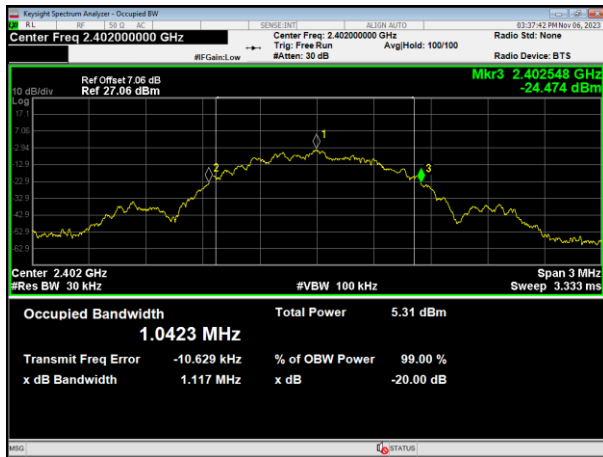 Keysight Spectrum Analyzer - Occupied BW
RL RF 50 Ω AC SENSE:INT ALIGN AUTO 03:37:42 PM Nov 06, 2023
Center Freq 2.402000000 GHz Center Freq: 2.402000000 GHz Radio Std: None
Trig: Free Run Avg|Hold: 100/100
#IFGain:Low #Atten: 30 dB Radio Device: BTS
Ref Offset 7.06 dB Mkr3 2.402548 GHz
10 dB/div Ref 27.06 dBm -24.474 dBm
Log
17.1
7.06
-2.94
-12.9
-22.9
-32.9
-42.9
-52.9
-62.9
1
2
3
Center 2.402 GHz Span 3 MHz
#Res BW 30 kHz #VBW 100 kHz Sweep 3.333 ms
Occupied Bandwidth Total Power 5.31 dBm
1.0423 MHz
Transmit Freq Error -10.629 kHz % of OBW Power 99.00 %
x dB Bandwidth 1.117 MHz x dB -20.00 dB
MSG STATUS